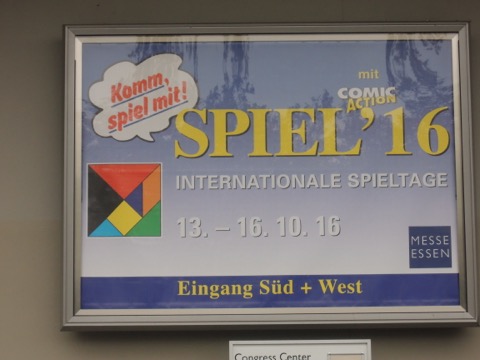 Komm,
spiel mit!
mit
COMIC
ACTION
SPIEL'16
INTERNATIONALE SPIELTAGE
13. – 16. 10. 16
MESSE
ESSEN
Eingang Süd + West
Congress Center